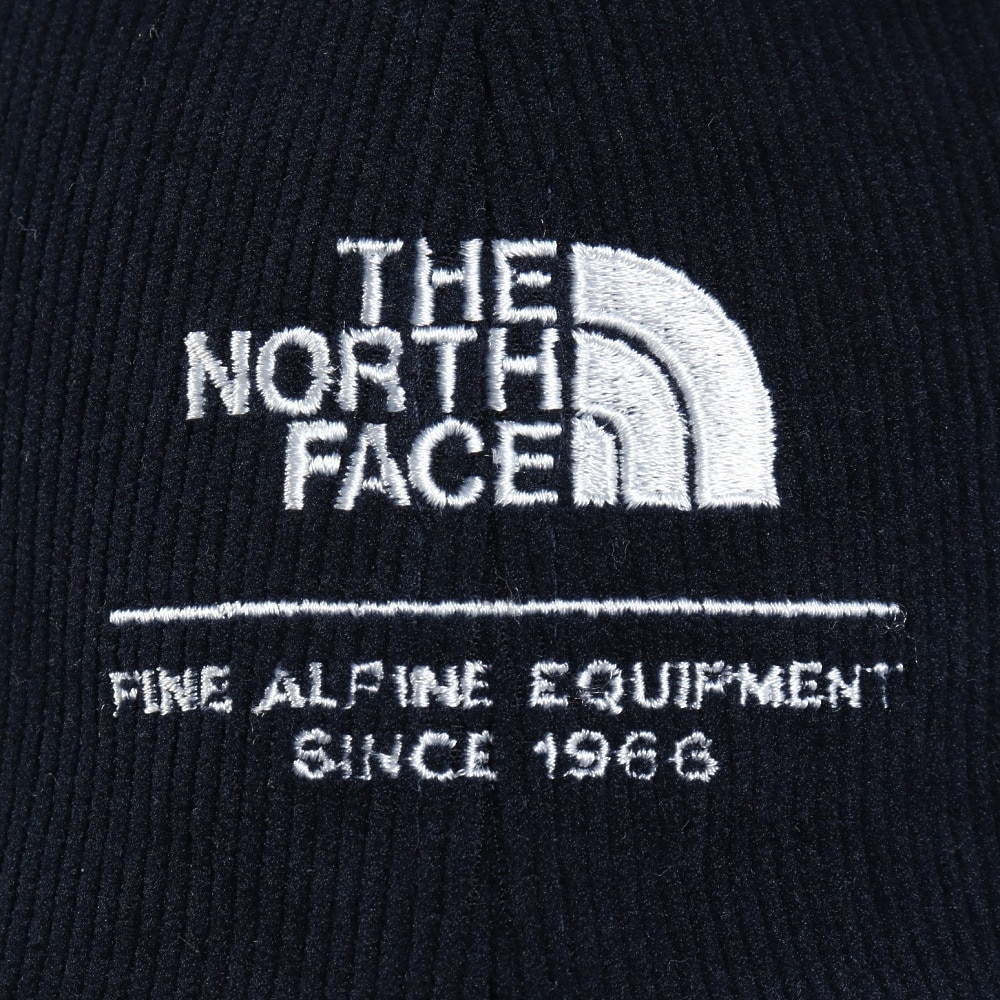 THE
NORTH
FACE
FINE ALPINE EQUIPMENT
SINCE 1966